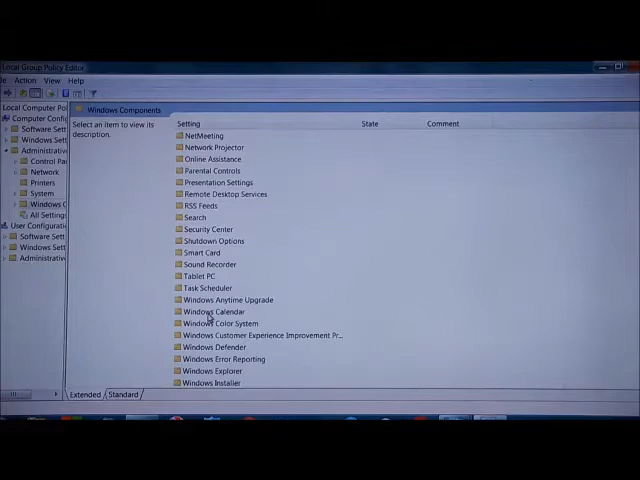 Local Group Policy Editor
Action View Help
Local Computer Pol
Computer Config
Software Sett
Windows Sett
Administrative
Control Pa
Network
Printers
System
Windows C
All Settings
User Configurati
Software Sett
Windows Sett
Administrative
Windows Components
Select an item to view its
description.
Setting State Comment
NetMeeting
Network Projector
Online Assistance
Parental Controls
Presentation Settings
Remote Desktop Services
RSS Feeds
Search
Security Center
Shutdown Options
Smart Card
Sound Recorder
Tablet PC
Task Scheduler
Windows Anytime Upgrade
Windows Calendar
Windows Color System
Windows Customer Experience Improvement Pr...
Windows Defender
Windows Error Reporting
Windows Explorer
Windows Installer
Extended Standard